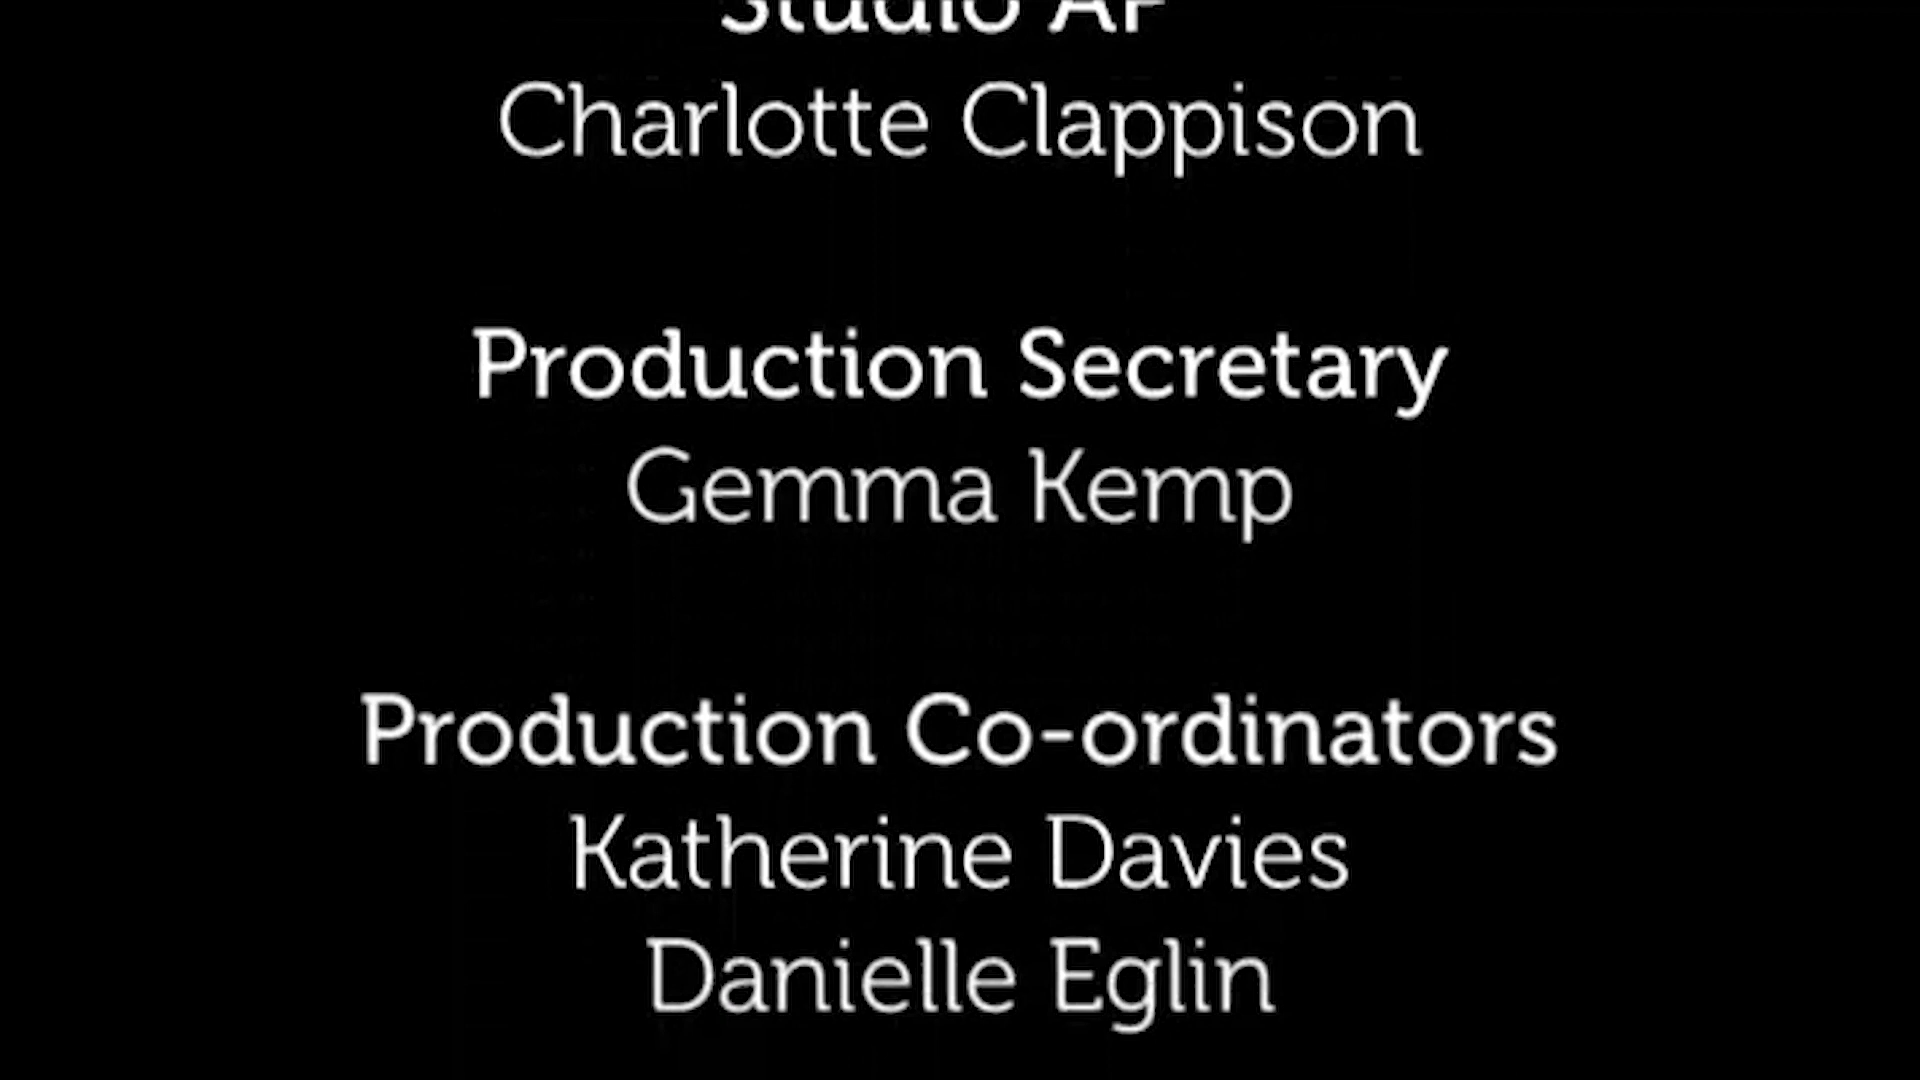 Studio AP
Charlotte Clappison
Production Secretary
Gemma Kemp
Production Co-ordinators
Katherine Davies
Danielle Eglin